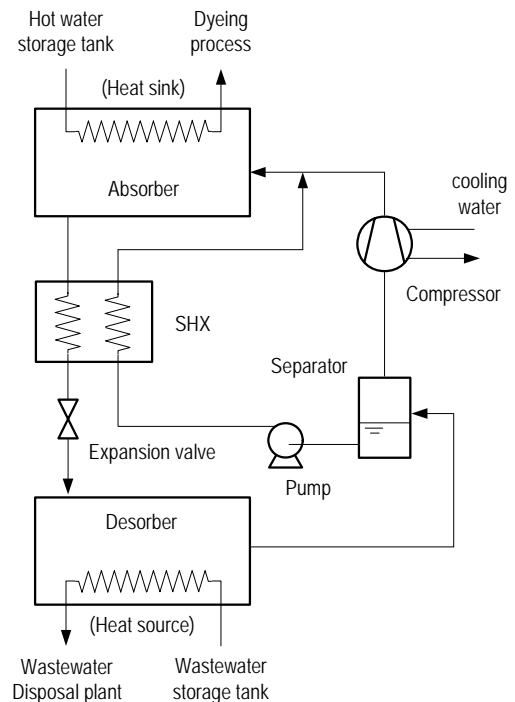 Hot water
storage tank
Dyeing
process
(Heat sink)
Absorber
cooling
water
Compressor
SHX
Separator
Expansion valve
Pump
Desorber
(Heat source)
Wastewater
Disposal plant
Wastewater
storage tank